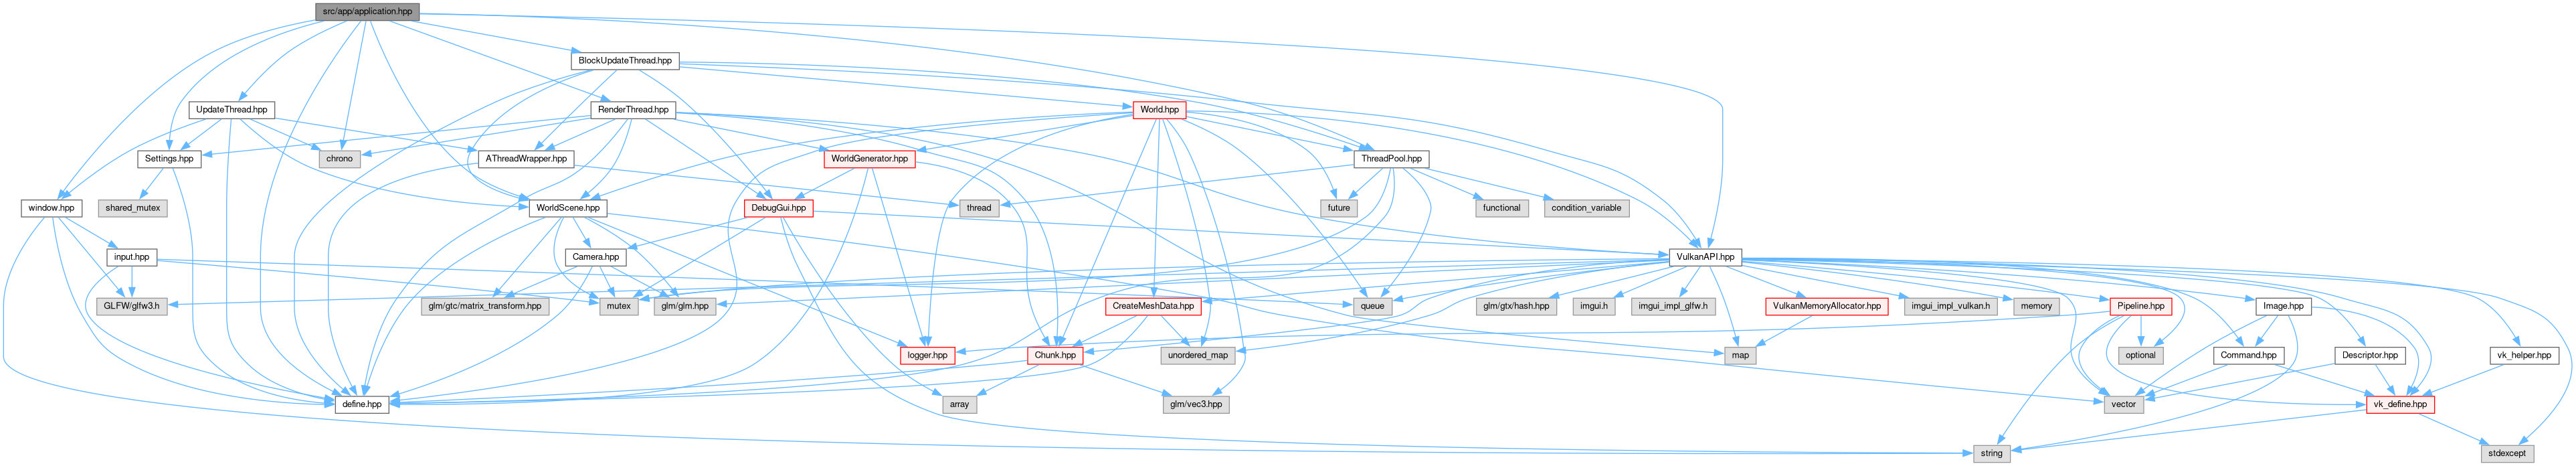 src/app/application.hpp
BlockUpdateThread.hpp
UpdateThread.hpp
RenderThread.hpp
World.hpp
Settings.hpp
chrono
AThreadWrapper.hpp
WorldGenerator.hpp
ThreadPool.hpp
window.hpp
shared_mutex
WorldScene.hpp
DebugGui.hpp
thread
future
functional
condition_variable
input.hpp
Camera.hpp
VulkanAPI.hpp
GLFW/glfw3.h
glm/gtc/matrix_transform.hpp
mutex
glm/glm.hpp
CreateMeshData.hpp
queue
glm/gtx/hash.hpp
imgui.h
imgui_impl_glfw.h
VulkanMemoryAllocator.hpp
imgui_impl_vulkan.h
memory
Pipeline.hpp
Image.hpp
logger.hpp
Chunk.hpp
unordered_map
map
optional
Command.hpp
Descriptor.hpp
vk_helper.hpp
define.hpp
array
glm/vec3.hpp
vector
vk_define.hpp
string
stdexcept